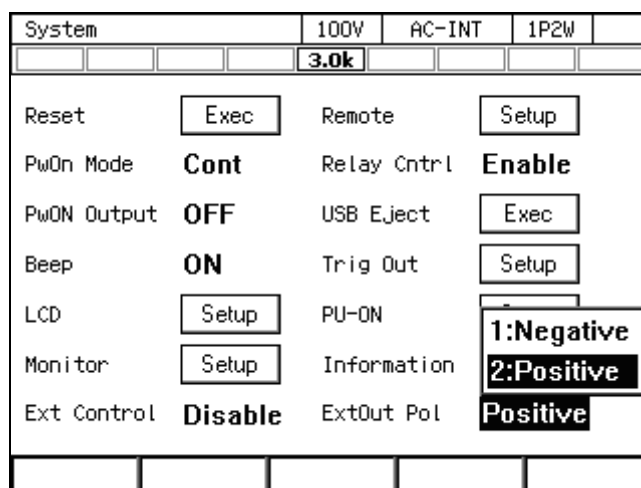 System 100V AC-INT 1P2W
3.0k
Reset Exec Remote Setup
PwOn Mode Cont Relay Cntrl Enable
PwON Output OFF USB Eject Exec
Beep ON Trig Out Setup
LCD Setup PU-ON
1:Negative
Monitor Setup Information 2:Positive
Ext Control Disable ExtOut Pol Positive